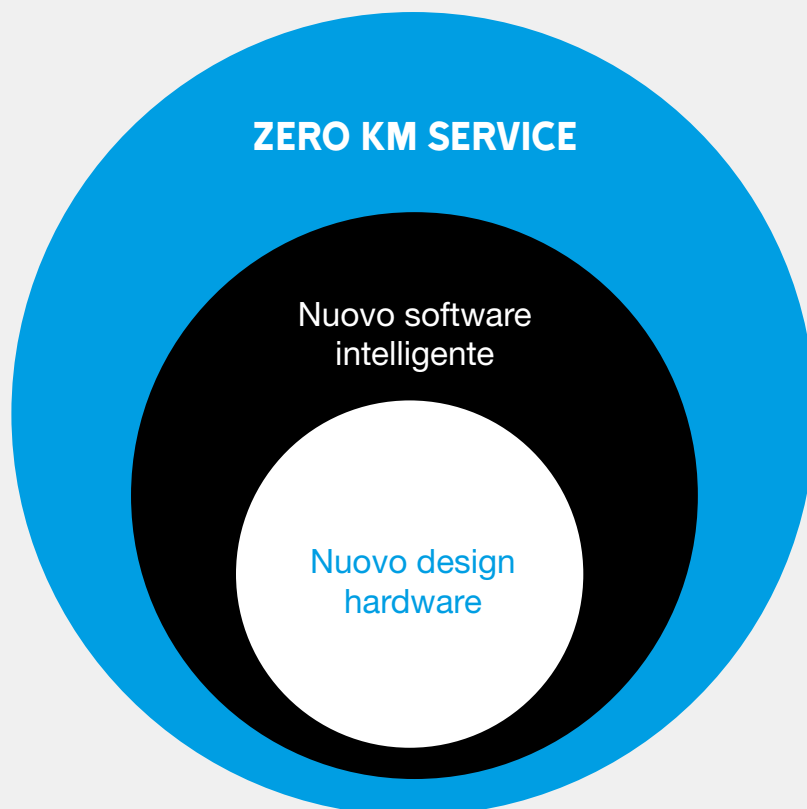 ZERO KM SERVICE
Nuovo software
intelligente
Nuovo design
hardware